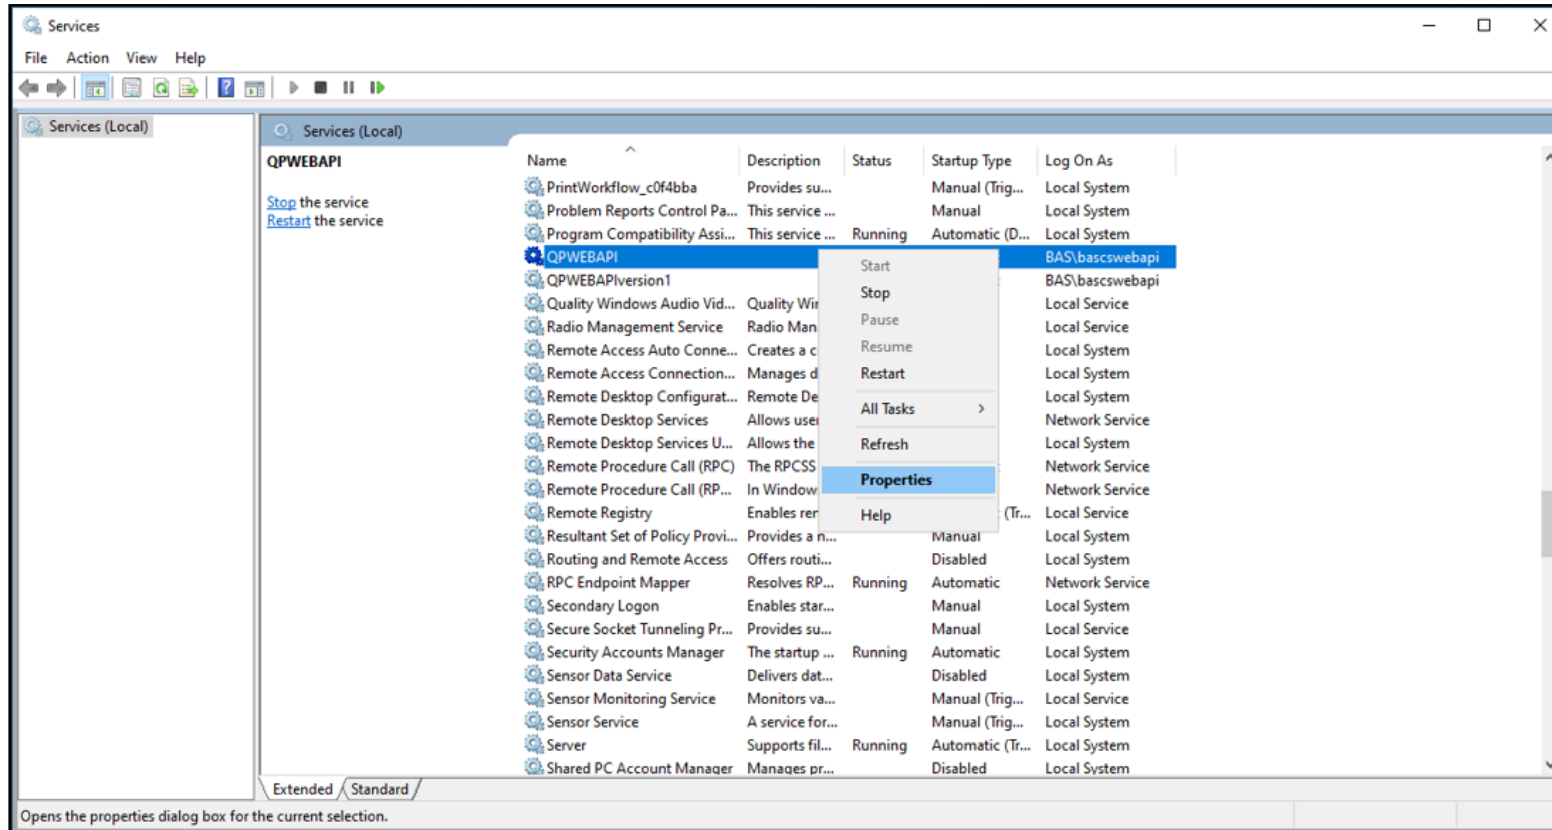 Services
File Action View Help
Services (Local)
Services (Local)
QPWEBAPI
Stop the service
Restart the service
Name Description Status Startup Type Log On As
PrintWorkflow_c0f4bba Provides su... Manual (Trig... Local System
Problem Reports Control Pa... This service ... Manual Local System
Program Compatibility Assi... This service ... Running Automatic (D... Local System
QPWEBAPI BAS\bascswebapi
QPWEBAPIversion1 BAS\bascswebapi
Quality Windows Audio Vid... Quality Wir Local Service
Radio Management Service Radio Man Local Service
Remote Access Auto Conne... Creates a c Local System
Remote Access Connection... Manages d Local System
Remote Desktop Configurat... Remote De Local System
Remote Desktop Services Allows user Network Service
Remote Desktop Services U... Allows the Local System
Remote Procedure Call (RPC) The RPCSS Network Service
Remote Procedure Call (RP... In Window Network Service
Remote Registry Enables rer (Tr... Local Service
Resultant Set of Policy Provi... Provides a n... Manual Local System
Routing and Remote Access Offers routi... Disabled Local System
RPC Endpoint Mapper Resolves RP... Running Automatic Network Service
Secondary Logon Enables star... Manual Local System
Secure Socket Tunneling Pr... Provides su... Manual Local Service
Security Accounts Manager The startup ... Running Automatic Local System
Sensor Data Service Delivers dat... Disabled Local System
Sensor Monitoring Service Monitors va... Manual (Trig... Local Service
Sensor Service A service for... Manual (Trig... Local System
Server Supports fil... Running Automatic (Tr... Local System
Shared PC Account Manager Manages pr... Disabled Local System
Start
Stop
Pause
Resume
Restart
All Tasks
Refresh
Properties
Help
Extended Standard
Opens the properties dialog box for the current selection.